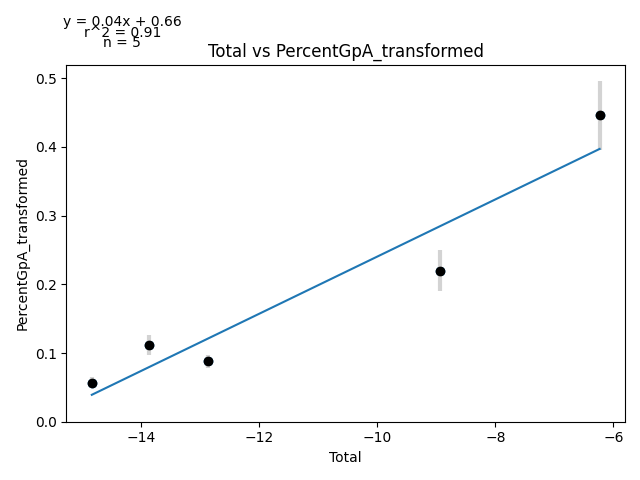 y = 0.04x + 0.66
r^2 = 0.91
n = 5
Total vs PercentGpA_transformed
PercentGpA_transformed
0.5
0.4
0.3
0.2
0.1
0.0
−14
−12
−10
−8
−6
Total